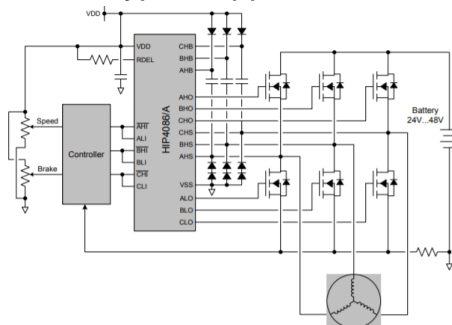 VDD
VDD
RDEL
CHB
BHB
AHB
AHO
BHO
CHO
CHS
BHS
AHS
VSS
ALO
BLO
CLO
HIP4086/A
AHI
ALI
BHI
BLI
CHI
CLI
Controller
Speed
Brake
Battery
24V...48V